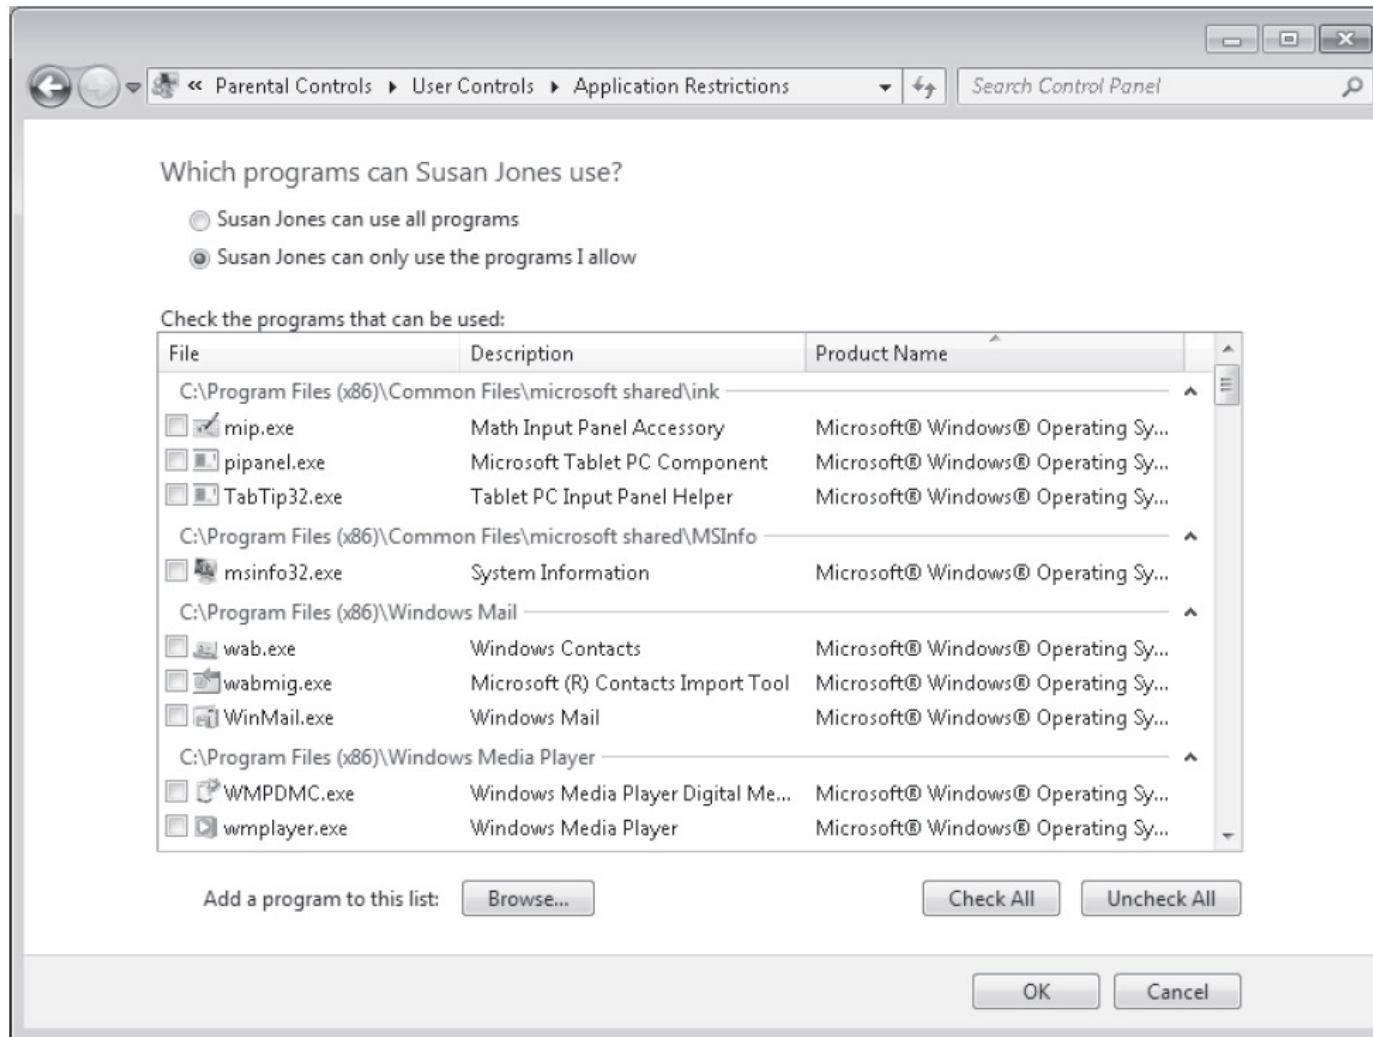 « Parental Controls ▸ User Controls ▸ Application Restrictions Search Control Panel
Which programs can Susan Jones use?
Susan Jones can use all programs
Susan Jones can only use the programs I allow
Check the programs that can be used:
File Description Product Name
C:\Program Files (x86)\Common Files\microsoft shared\ink
mip.exe Math Input Panel Accessory Microsoft® Windows® Operating Sy...
pipanel.exe Microsoft Tablet PC Component Microsoft® Windows® Operating Sy...
TabTip32.exe Tablet PC Input Panel Helper Microsoft® Windows® Operating Sy...
C:\Program Files (x86)\Common Files\microsoft shared\MSInfo
msinfo32.exe System Information Microsoft® Windows® Operating Sy...
C:\Program Files (x86)\Windows Mail
wab.exe Windows Contacts Microsoft® Windows® Operating Sy...
wabmig.exe Microsoft (R) Contacts Import Tool Microsoft® Windows® Operating Sy...
WinMail.exe Windows Mail Microsoft® Windows® Operating Sy...
C:\Program Files (x86)\Windows Media Player
WMPDMC.exe Windows Media Player Digital Me... Microsoft® Windows® Operating Sy...
wmplayer.exe Windows Media Player Microsoft® Windows® Operating Sy...
Add a program to this list: Browse... Check All Uncheck All
OK Cancel